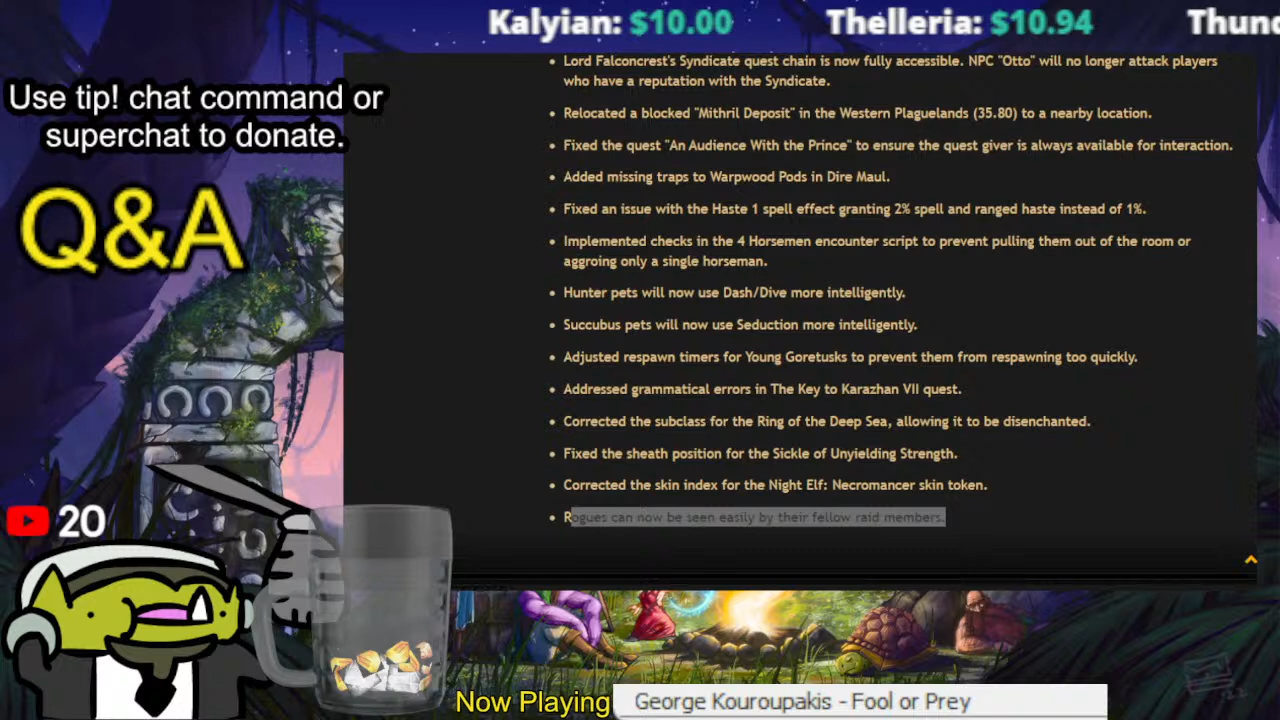 Kalyian: $10.00 Thelleria: $10.94 Thun
Use tip! chat command or
superchat to donate.
Q&A
• Lord Falconcrest's Syndicate quest chain is now fully accessible. NPC "Otto" will no longer attack players
who have a reputation with the Syndicate.
• Relocated a blocked "Mithril Deposit" in the Western Plaguelands (35.80) to a nearby location.
• Fixed the quest "An Audience With the Prince" to ensure the quest giver is always available for interaction.
• Added missing traps to Warpwood Pods in Dire Maul.
• Fixed an issue with the Haste 1 spell effect granting 2% spell and ranged haste instead of 1%.
• Implemented checks in the 4 Horsemen encounter script to prevent pulling them out of the room or
aggroing only a single horseman.
• Hunter pets will now use Dash/Dive more intelligently.
• Succubus pets will now use Seduction more intelligently.
• Adjusted respawn timers for Young Goretusks to prevent them from respawning too quickly.
• Addressed grammatical errors in The Key to Karazhan VII quest.
• Corrected the subclass for the Ring of the Deep Sea, allowing it to be disenchanted.
• Fixed the sheath position for the Sickle of Unyielding Strength.
• Corrected the skin index for the Night Elf: Necromancer skin token.
• Rogues can now be seen easily by their fellow raid members.
20
Now Playing George Kouroupakis - Fool or Prey